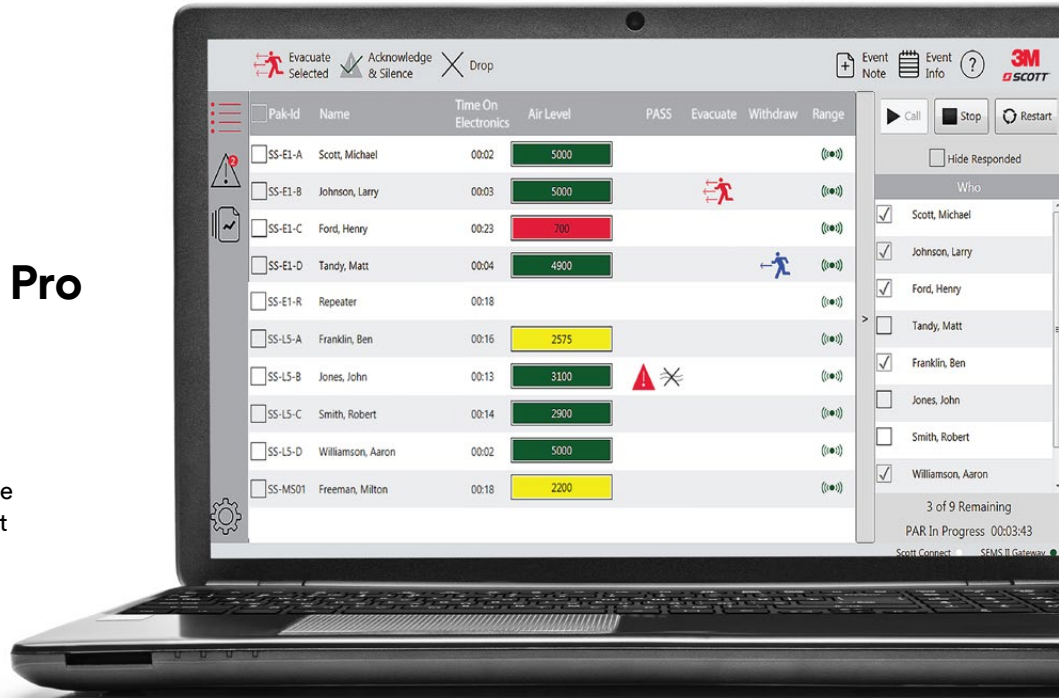 Pro
e
t
Evacuate Selected
Acknowledge & Silence
Drop
Event Note
Event Info
?
3M
SCOTT
Pak-Id Name Time On Electronics Air Level PASS Evacuate Withdraw Range
SS-E1-A Scott, Michael 00:02 5000
SS-E1-B Johnson, Larry 00:03 5000
SS-E1-C Ford, Henry 00:23 700
SS-E1-D Tandy, Matt 00:04 4900
SS-E1-R Repeater 00:18
SS-L5-A Franklin, Ben 00:16 2575
SS-L5-B Jones, John 00:13 3100
SS-L5-C Smith, Robert 00:14 2900
SS-L5-D Williamson, Aaron 00:02 5000
SS-MS01 Freeman, Milton 00:18 2200
2
>
Call Stop Restart
Hide Responded
Who
Scott, Michael
Johnson, Larry
Ford, Henry
Tandy, Matt
Franklin, Ben
Jones, John
Smith, Robert
Williamson, Aaron
3 of 9 Remaining
PAR In Progress 00:03:43
Scott Connect SEMS II Gateway